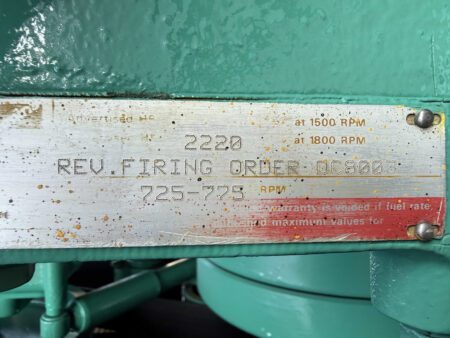 Advertised HP at 1500 RPM
2220 at 1800 RPM
REV.FIRING ORDER
725-775 RPM
warranty is voided if fuel rate,
maximum values for